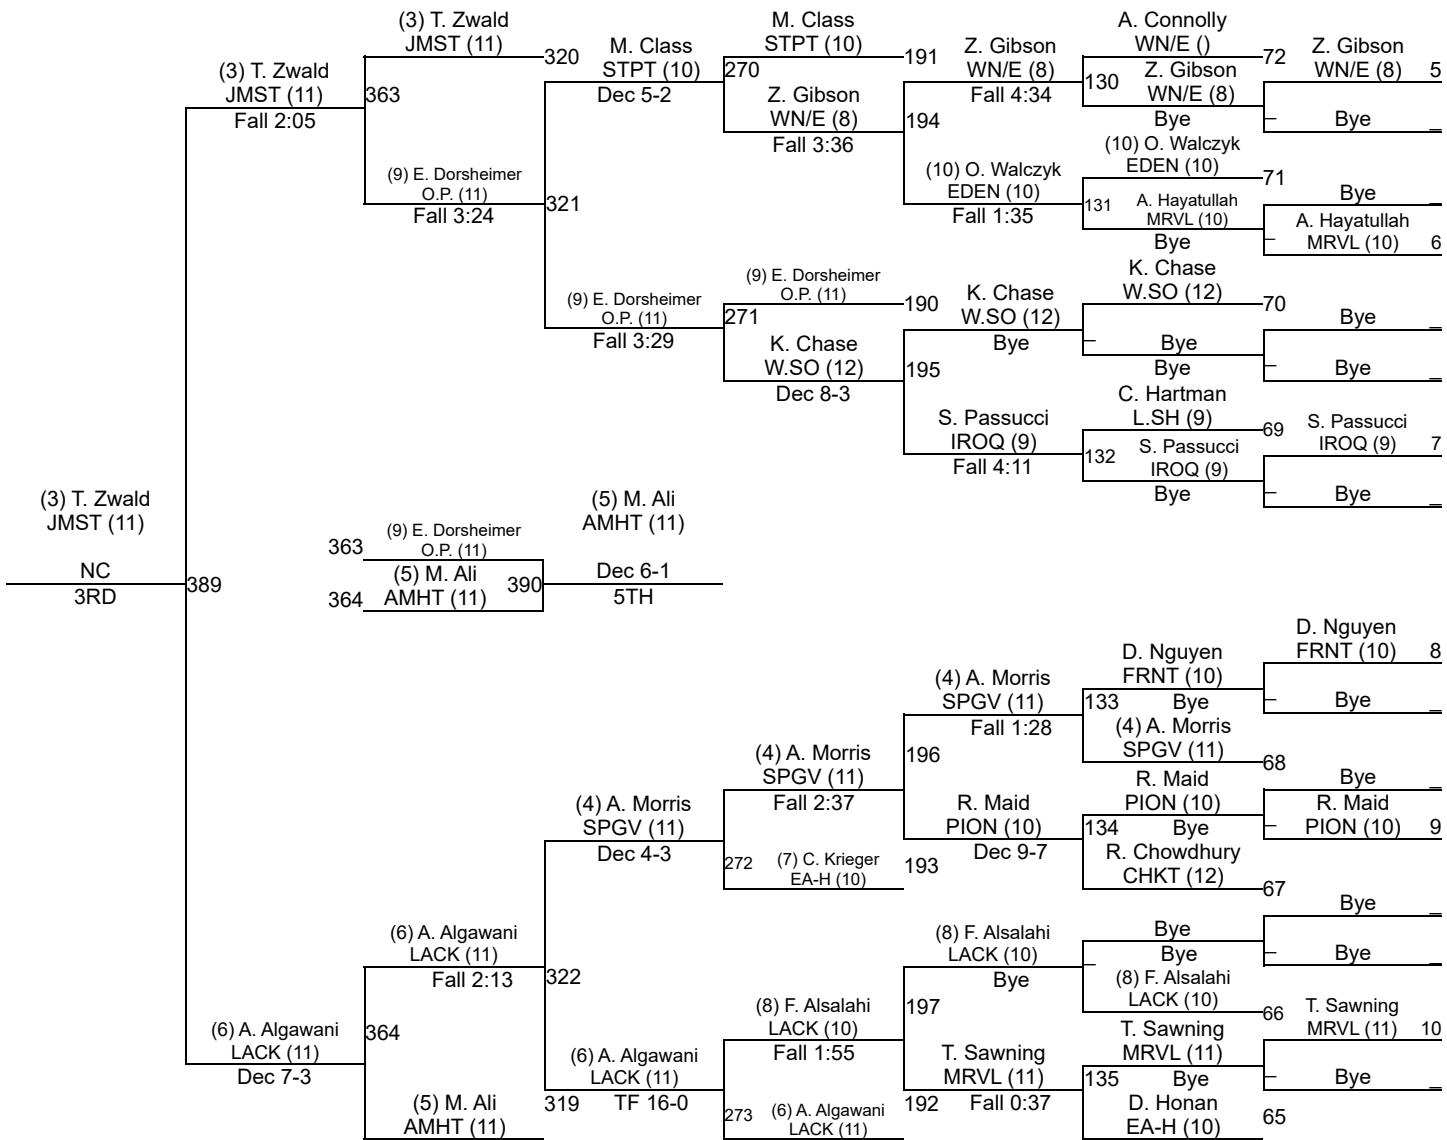 (3) T. Zwald
JMST (11)
320
M. Class
STPT (10)
191
A. Connolly
WN/E ()
72
(3) T. Zwald
JMST (11)
363
Fall 2:05
M. Class
STPT (10)
270
Dec 5-2
Z. Gibson
WN/E (8)
130
Fall 4:34
Z. Gibson
WN/E (8)
Bye
Z. Gibson
WN/E (8) 5
Bye _
_
Z. Gibson
WN/E (8)
Fall 3:36
194
(9) E. Dorsheimer
O.P. (11)
Fall 3:24
321
(10) O. Walczyk
EDEN (10)
Fall 1:35
131
(10) O. Walczyk
EDEN (10)
71
A. Hayatullah
MRVL (10)
Bye
Bye _
_
A. Hayatullah
MRVL (10) 6
(9) E. Dorsheimer
O.P. (11)
Fall 3:29
271
(9) E. Dorsheimer
O.P. (11)
190
K. Chase
W.SO (12)
Bye
_
K. Chase
W.SO (12)
70
Bye
Bye
Bye _
_
Bye _
K. Chase
W.SO (12)
Dec 8-3
195
S. Passucci
IROQ (9)
Fall 4:11
132
C. Hartman
L.SH (9)
69
S. Passucci
IROQ (9)
Bye
S. Passucci
IROQ (9) 7
_
Bye _
(3) T. Zwald
JMST (11)
NC
3RD
389
363
(9) E. Dorsheimer
O.P. (11)
364
(5) M. Ali
AMHT (11)
390
(5) M. Ali
AMHT (11)
Dec 6-1
5TH
D. Nguyen
FRNT (10) 8
_
Bye _
D. Nguyen
FRNT (10)
Bye
(4) A. Morris
SPGV (11)
Fall 1:28
133
(4) A. Morris
SPGV (11)
68
(4) A. Morris
SPGV (11)
Fall 2:37
196
(4) A. Morris
SPGV (11)
Dec 4-3
R. Maid
PION (10)
Dec 9-7
134
R. Maid
PION (10)
Bye
R. Chowdhury
CHKT (12)
67
Bye _
_
R. Maid
PION (10) 9
272
(7) C. Krieger
EA-H (10)
193
(6) A. Algawani
LACK (11)
Fall 2:13
322
(8) F. Alsalahi
LACK (10)
Bye
_
Bye
Bye
(8) F. Alsalahi
LACK (10)
66
Bye _
_
Bye _
(8) F. Alsalahi
LACK (10)
Fall 1:55
197
(6) A. Algawani
LACK (11)
Dec 7-3
364
(6) A. Algawani
LACK (11)
TF 16-0
T. Sawning
MRVL (11)
Fall 0:37
135
T. Sawning
MRVL (11)
Bye
D. Honan
EA-H (10)
65
T. Sawning
MRVL (11) 10
_
Bye _
(5) M. Ali
AMHT (11)
319
273
(6) A. Algawani
LACK (11)
192